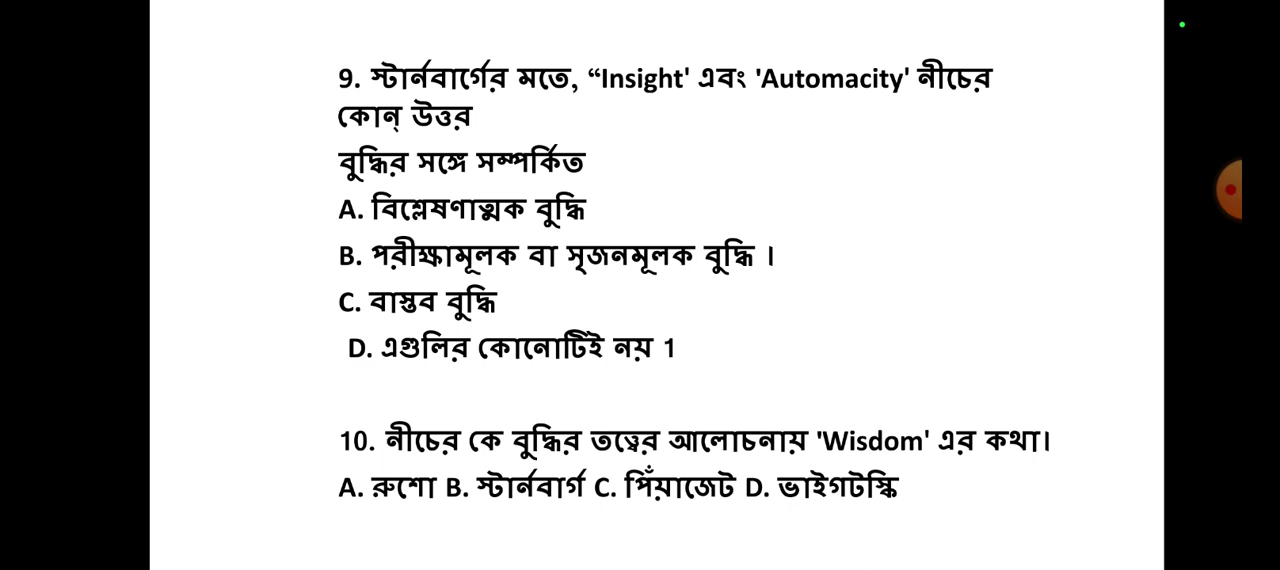 9. স্টার্নবার্গের মতে, “Insight' এবং 'Automacity' নীচের
কোন্ উত্তর
বুদ্ধির সঙ্গে সম্পর্কিত
A. বিশ্লেষণাত্মক বুদ্ধি
B. পরীক্ষামূলক বা সৃজনমূলক বুদ্ধি ।
C. বাস্তব বুদ্ধি
D. এগুলির কোনোটিই নয় 1
10. নীচের কে বুদ্ধির তত্ত্বের আলোচনায় 'Wisdom' এর কথা।
A. রুশো B. স্টার্নবার্গ C. পিঁয়াজেট D. ভাইগটস্কি